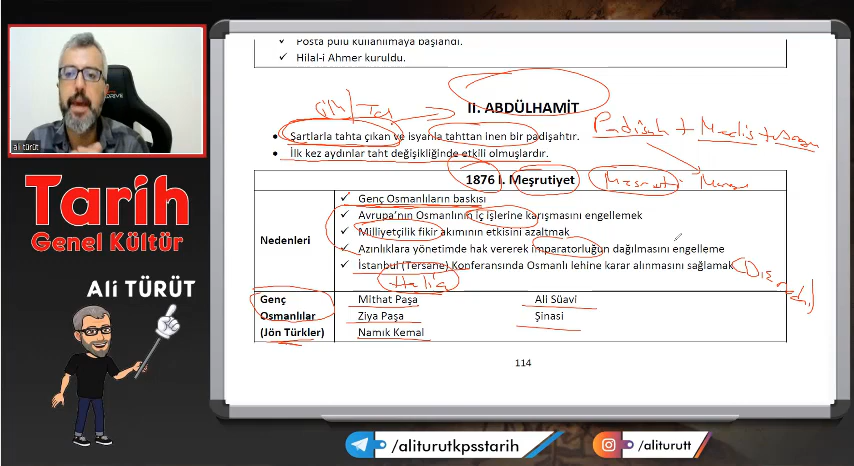 DRIVE
ali türüt
Tarih
Genel Kültür
Ali TÜRÜT
✓ Posta pulu kullanılmaya başlandı.
✓ Hilal-i Ahmer kuruldu.
II. ABDÜLHAMİT
• Şartlarla tahta çıkan ve isyanla tahttan inen bir padişahtır.
Padişah + Meclis +
• İlk kez aydınlar taht değişikliğinde etkili olmuşlardır.
1876 I. Meşrutiyet
Nedenleri
✓ Genç Osmanlıların baskısı
✓ Avrupa'nın Osmanlının iç işlerine karışmasını engellemek
✓ Milliyetçilik fikir akımının etkisini azaltmak
✓ Azınlıklara yönetimde hak vererek imparatorluğun dağılmasını engelleme
✓ İstanbul (Tersane) Konferansında Osmanlı lehine karar alınmasını sağlamak
Haliç
Genç Osmanlılar (Jön Türkler)
Mithat Paşa
Ali Süavi
Ziya Paşa
Şinasi
Namık Kemal
114
/aliturutkpsstarih
/aliturutt